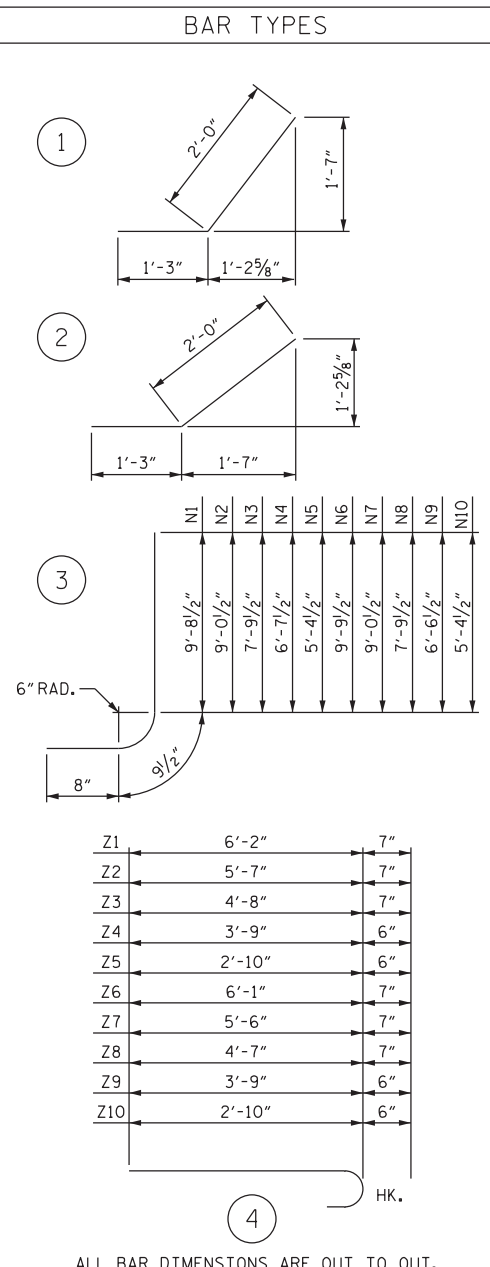 BAR TYPES
1
2'-0"
1'-7"
1'-3" 1'-2⅝"
2
2'-0"
1'-2⅝"
1'-3" 1'-7"
3
N1 N2 N3 N4 N5 N6 N7 N8 N9 N10
9'-8½" 9'-0½" 7'-9½" 6'-7½" 5'-4½" 9'-9½" 9'-0½" 7'-9½" 6'-6½" 5'-4½"
6" RAD.
8" 9½"
Z1 6'-2" 7"
Z2 5'-7" 7"
Z3 4'-8" 7"
Z4 3'-9" 6"
Z5 2'-10" 6"
Z6 6'-1" 7"
Z7 5'-6" 7"
Z8 4'-7" 7"
Z9 3'-9" 6"
Z10 2'-10" 6"
HK.
4
ALL BAR DIMENSIONS ARE OUT TO OUT.